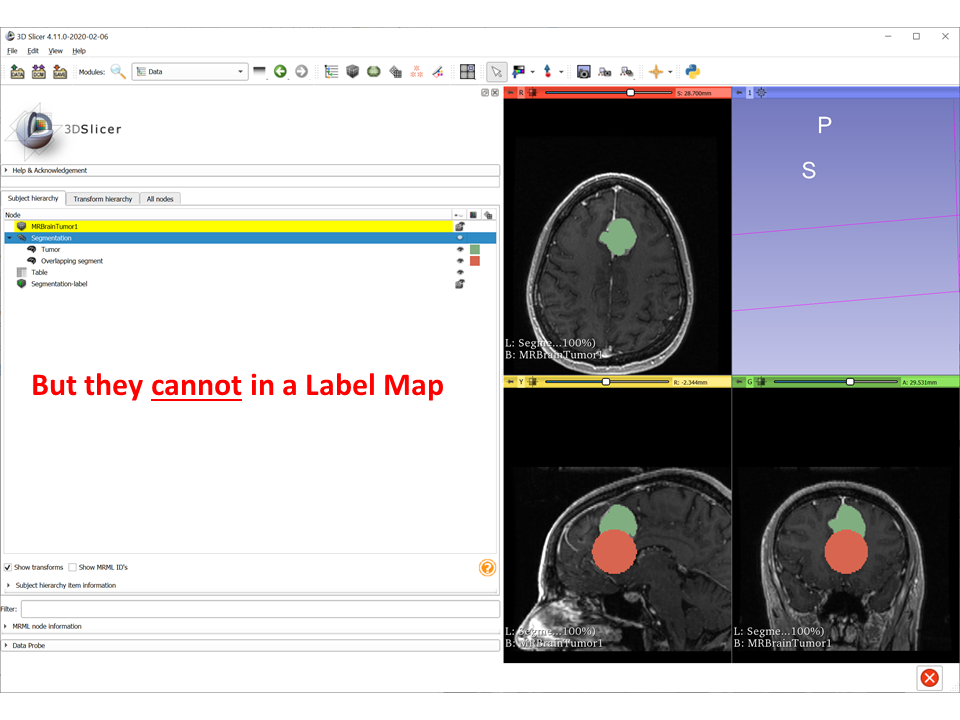 3D Slicer 4.11.0-2020-02-06
File Edit View Help
DATA DCM SAVE Modules: Data
3DSlicer
Help & Acknowledgement
Subject hierarchy Transform hierarchy All nodes
Node
MRBrainTumor1
Segmentation
Tumor
Overlapping segment
Table
Segmentation-label
But they cannot in a Label Map
Show transforms Show MRML ID's
Subject hierarchy item information
Filter:
MRML node information
Data Probe
R S: 28.700mm
L: Segme...100%)
B: MRBrainTumor1
1
P
S
Y R: -2.344mm
L: Segme...100%)
B: MRBrainTumor1
G A: 29.531mm
L: Segme...100%)
B: MRBrainTumor1